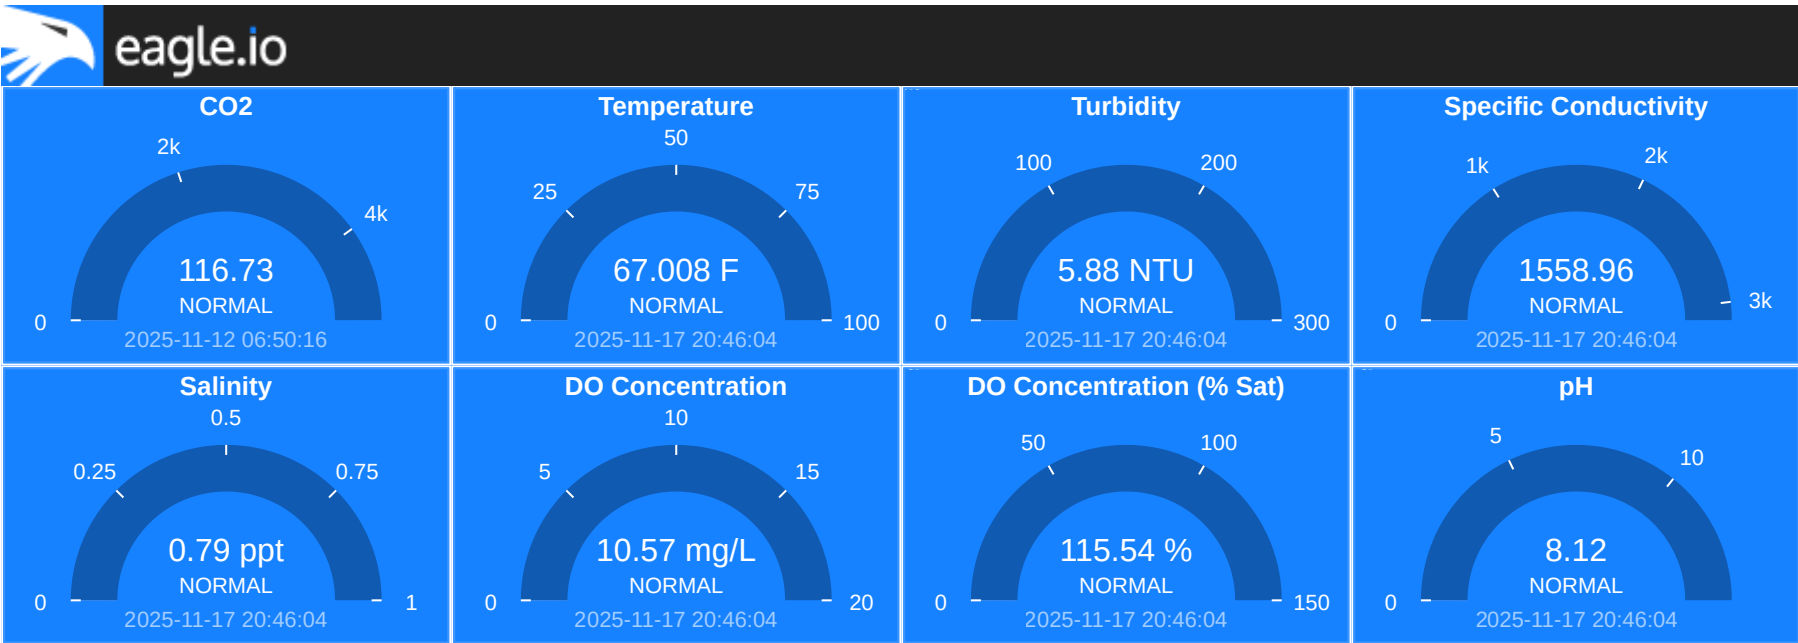 eagle.io
CO2
2k
4k
0
116.73
NORMAL
2025-11-12 06:50:16
Temperature
50
25
75
0
100
67.008 F
NORMAL
2025-11-17 20:46:04
Turbidity
100
200
0
300
5.88 NTU
NORMAL
2025-11-17 20:46:04
Specific Conductivity
1k
2k
0
3k
1558.96
NORMAL
2025-11-17 20:46:04
Salinity
0.5
0.25
0.75
0
1
0.79 ppt
NORMAL
2025-11-17 20:46:04
DO Concentration
10
5
15
0
20
10.57 mg/L
NORMAL
2025-11-17 20:46:04
DO Concentration (% Sat)
50
100
0
150
115.54 %
NORMAL
2025-11-17 20:46:04
pH
5
10
0
8.12
NORMAL
2025-11-17 20:46:04